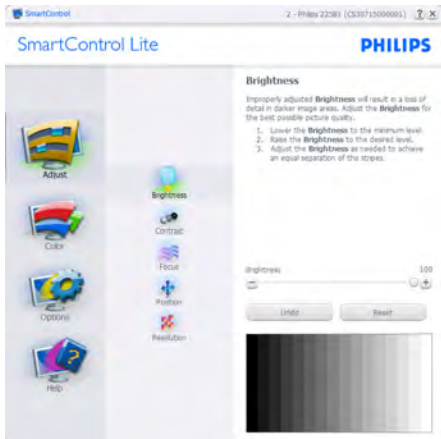 SmartControl
2 - Philips 225B1 (CS30715000001) ? X
SmartControl Lite
PHILIPS
Brightness
Improperly adjusted Brightness will result in a loss of
detail in darker image areas. Adjust the Brightness for
the best possible picture quality.
1. Lower the Brightness to the minimum level.
2. Raise the Brightness to the desired level.
3. Adjust the Brightness as needed to achieve
an equal separation of the stripes.
Adjust
Color
Options
Help
Brightness
Contrast
Focus
Position
Resolution
Brightness 100
Undo Reset